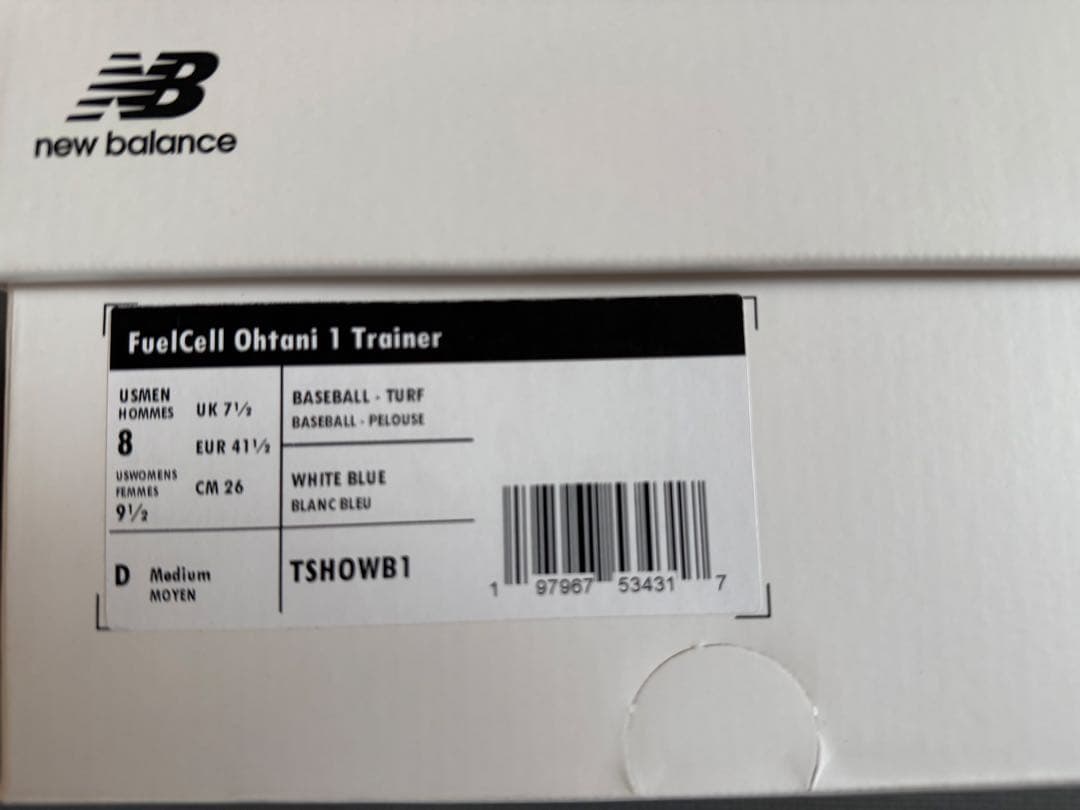 NB
new balance
FuelCell Ohtani 1 Trainer
USMEN
HOMMES
8
UK 7½
EUR 41½
USWOMENS
FEMMES
9½
CM 26
BASEBALL - TURF
BASEBALL - PELOUSE
WHITE BLUE
BLANC BLEU
D Medium
MOYEN
TSHOWB1
1 97967 53431 7